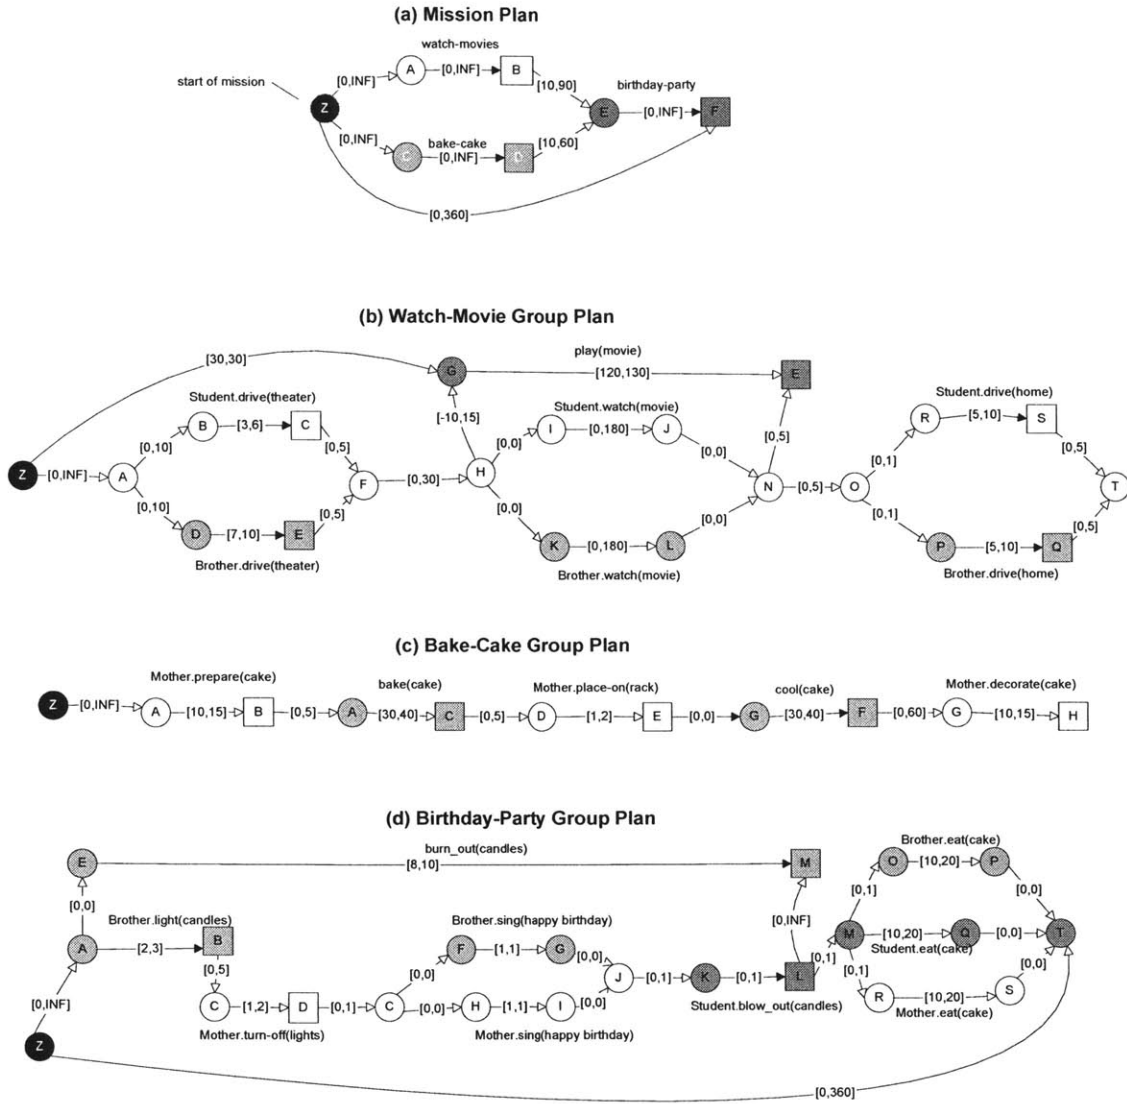 (a) Mission Plan
watch-movies
start of mission
A
[0,INF]
B
[0,INF]
[10,90]
birthday-party
Z
E
[0,INF]
F
[0,INF]
bake-cake
[10,60]
C
[0,INF]
D
[0,360]
(b) Watch-Movie Group Plan
[30,30]
play(movie)
G
[120,130]
E
Student.drive(theater)
[-10,15]
Student.watch(movie)
Student.drive(home)
B
[3,6]
C
I
[0,180]
J
R
[5,10]
S
[0,10]
[0,5]
[0,0]
[0,0]
[0,5]
[0,1]
[0,5]
Z
[0,INF]
A
F
[0,30]
H
N
[0,5]
O
T
[0,10]
[0,5]
[0,0]
[0,0]
[0,1]
[0,5]
D
[7,10]
E
K
[0,180]
L
P
[5,10]
Q
Brother.drive(theater)
Brother.watch(movie)
Brother.drive(home)
(c) Bake-Cake Group Plan
Mother.prepare(cake)
bake(cake)
Mother.place-on(rack)
cool(cake)
Mother.decorate(cake)
Z
[0,INF]
A
[10,15]
B
[0,5]
A
[30,40]
C
[0,5]
D
[1,2]
E
[0,0]
G
[30,40]
F
[0,60]
G
[10,15]
H
(d) Birthday-Party Group Plan
burn_out(candles)
E
[8,10]
M
Brother.eat(cake)
O
[10,20]
P
[0,0]
[0,1]
[0,0]
Brother.light(candles)
Brother.sing(happy birthday)
[0,INF]
A
[2,3]
B
F
[1,1]
G
M
[10,20]
Q
[0,0]
T
Student.eat(cake)
[0,5]
[0,0]
[0,0]
[0,1]
[0,1]
[0,0]
[0,INF]
C
[1,2]
D
[0,1]
C
J
[0,1]
K
[0,1]
L
[0,0]
H
[1,1]
I
[0,0]
R
[10,20]
S
Mother.turn-off(lights)
Mother.sing(happy birthday)
Student.blow_out(candles)
Mother.eat(cake)
Z
[0,360]